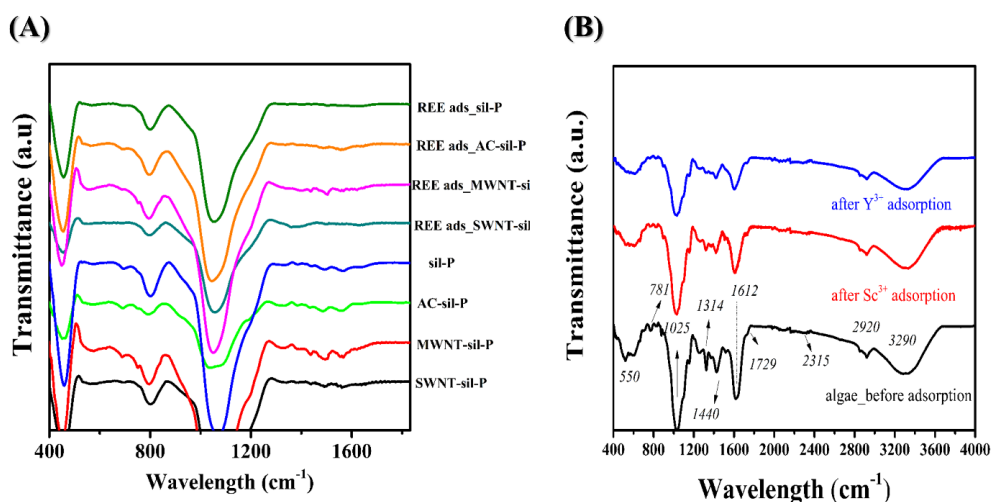 (A)
Transmittance (a.u)
REE ads_sil-P
REE ads_AC-sil-P
REE ads_MWNT-si
REE ads_SWNT-sil
sil-P
AC-sil-P
MWNT-sil-P
SWNT-sil-P
400
800
1200
1600
Wavelength (cm-1)
(B)
Transmittance (a.u.)
after Y3− adsorption
after Sc3+ adsorption
781
1314
1612
1025
2920
3290
550
1440
1729
2315
algae_before adsorption
400 800 1200 1600 2000 2400 2800 3200 3600 4000
Wavelength (cm-1)